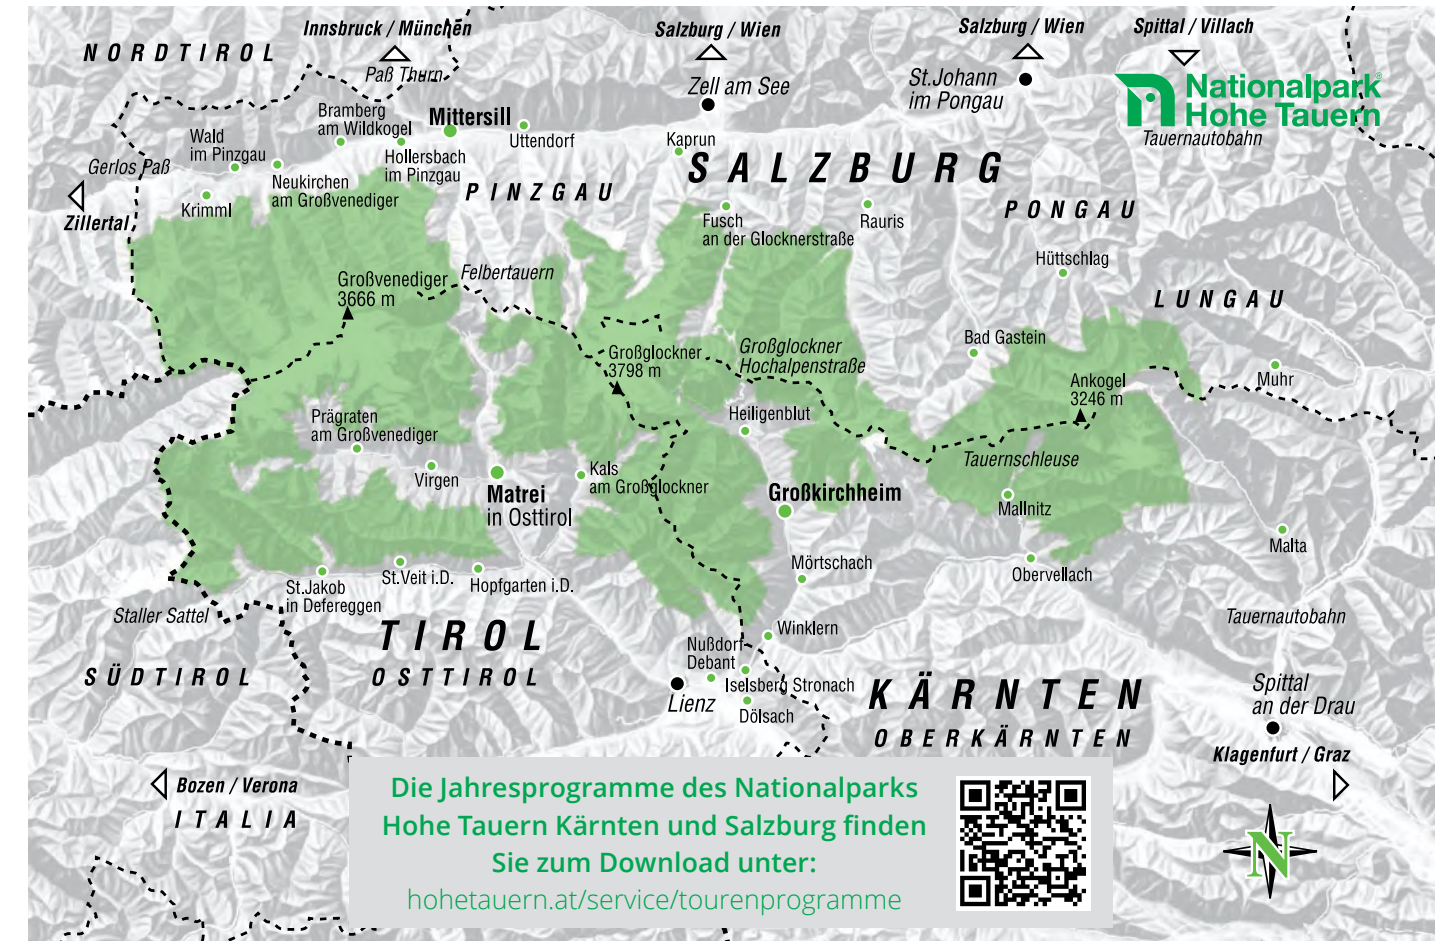 Innsbruck / München
Salzburg / Wien
Salzburg / Wien
Spittal / Villach
NORDTIROL
Paß Thurn
Zell am See
St.Johann
im Pongau
Nationalpark®
Hohe Tauern
Tauernautobahn
Bramberg
am Wildkogel
Mittersill
Uttendorf
Kaprun
Wald
im Pinzgau
Hollersbach
im Pinzgau
Gerlos Paß
Neukirchen
am Großvenediger
PINZGAU
SALZBURG
Zillertal
Krimml
Fusch
an der Glocknerstraße
Rauris
PONGAU
Hüttschlag
Großvenediger
3666 m
Felbertauern
LUNGAU
Großglockner
3798 m
Großglockner
Hochalpenstraße
Bad Gastein
Ankogel
3246 m
Muhr
Prägraten
am Großvenediger
Heiligenblut
Virgen
Matrei
in Osttirol
Kals
am Großglockner
Großkirchheim
Tauernschleuse
Mallnitz
Malta
St.Jakob
in Defereggen
St.Veit i.D.
Hopfgarten i.D.
Mörtschach
Obervellach
Staller Sattel
TIROL
OSTTIROL
Winklern
Tauernautobahn
SÜDTIROL
Nußdorf-
Debant
Iselsberg Stronach
Lienz
Dölsach
KÄRNTEN
OBERKÄRNTEN
Spittal
an der Drau
Klagenfurt / Graz
Bozen / Verona
ITALIA
Die Jahresprogramme des Nationalparks
Hohe Tauern Kärnten und Salzburg finden
Sie zum Download unter:
hohetauern.at/service/tourenprogramme
N